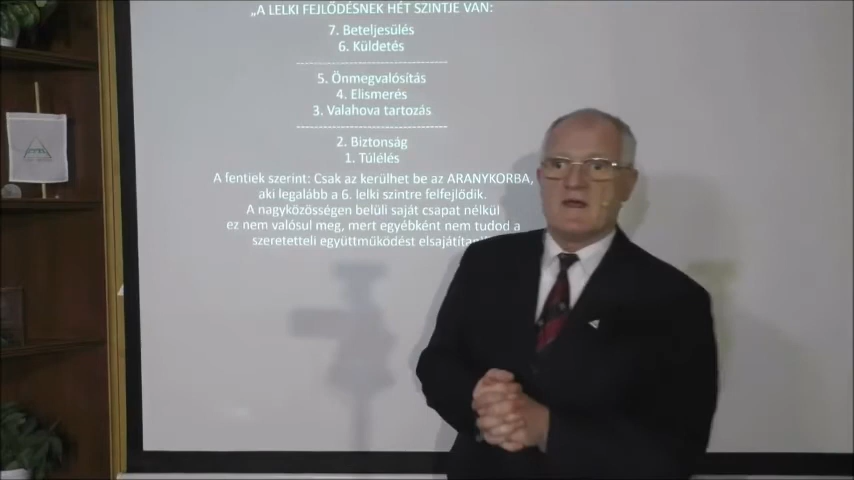 „A LELKI FEJLŐDÉSNEK HÉT SZINTJE VAN:
7. Beteljesülés
6. Küldetés
5. Önmegvalósítás
4. Elismerés
3. Valahova tartozás
2. Biztonság
1. Túlélés
A fentiek szerint: Csak az kerülhet be az ARANYKORBA,
aki legalább a 6. lelki szintre felfejlődik.
A nagyközösségen belüli saját csapat nélkül
ez nem valósul meg, mert egyébként nem tudod a
szeretetteli együttműködést